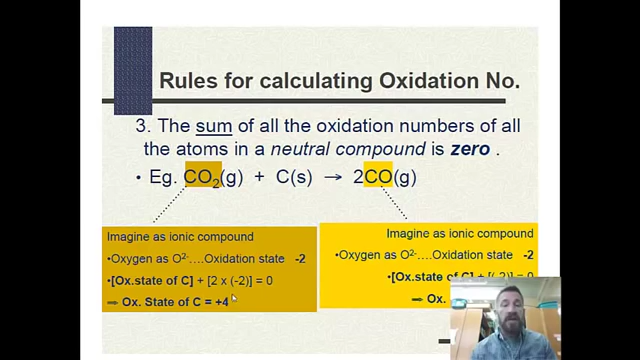 Rules for calculating Oxidation No.
3. The sum of all the oxidation numbers of all
the atoms in a neutral compound is zero .
• Eg. CO₂(g) + C(s) → 2CO(g)
Imagine as ionic compound
•Oxygen as O²⁻….Oxidation state -2
•[Ox.state of C] + [2 x (-2)] = 0
⇒ Ox. State of C = +4
Imagine as ionic compound
•Oxygen as O²⁻….Oxidation state -2
•[Ox.state of C] + [(-2)] = 0
⇒ Ox.